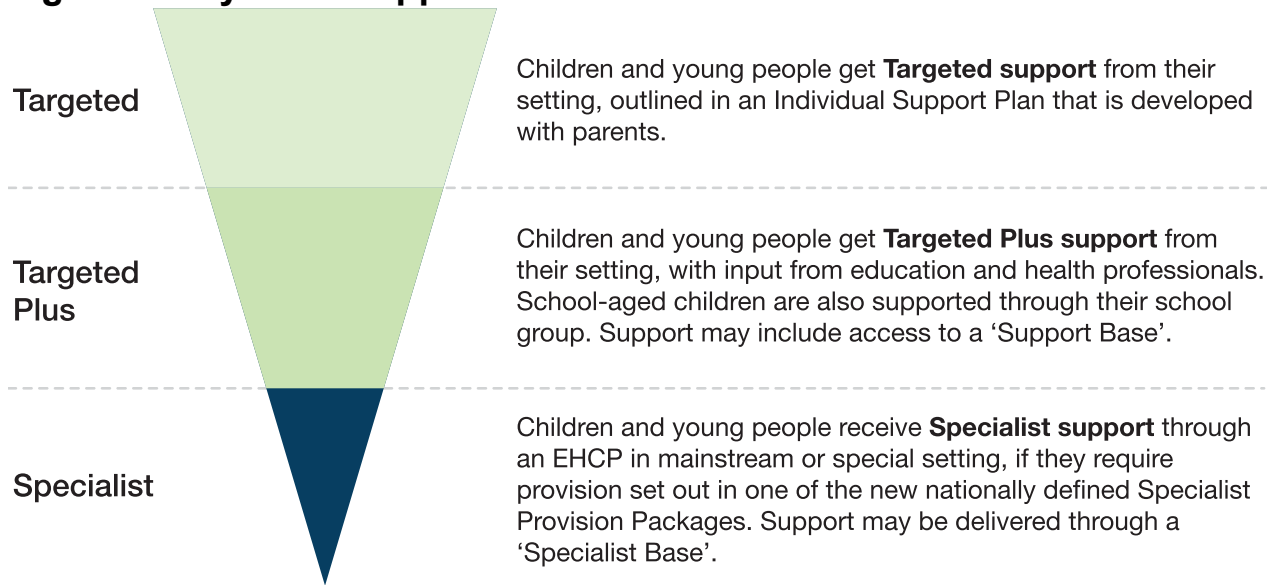 Targeted
Children and young people get Targeted support from their
setting, outlined in an Individual Support Plan that is developed
with parents.
Targeted
Plus
Children and young people get Targeted Plus support from
their setting, with input from education and health professionals.
School-aged children are also supported through their school
group. Support may include access to a ‘Support Base’.
Specialist
Children and young people receive Specialist support through
an EHCP in mainstream or special setting, if they require
provision set out in one of the new nationally defined Specialist
Provision Packages. Support may be delivered through a
‘Specialist Base’.